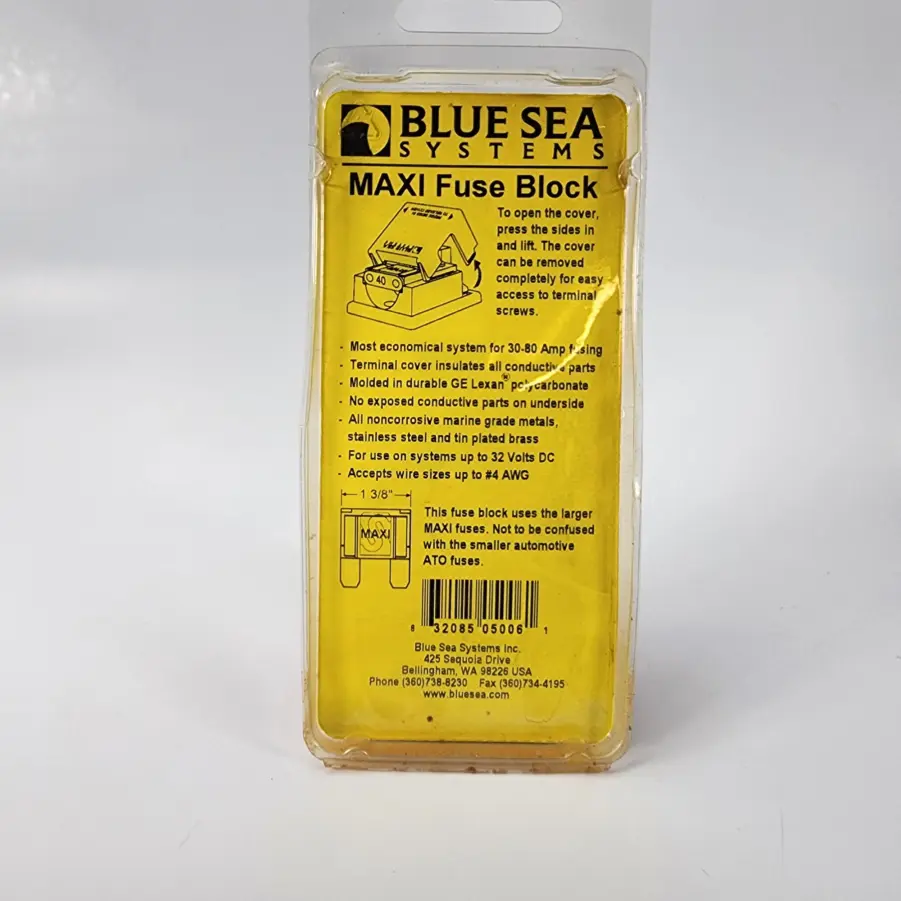 BLUE SEA
SYSTEMS
MAXI Fuse Block
To open the cover,
press the sides in
and lift. The cover
can be removed
completely for easy
access to terminal
screws.
40
- Most economical system for 30-80 Amp fusing
- Terminal cover insulates all conductive parts
- Molded in durable GE Lexan® polycarbonate
- No exposed conductive parts on underside
- All noncorrosive marine grade metals,
stainless steel and tin plated brass
- For use on systems up to 32 Volts DC
- Accepts wire sizes up to #4 AWG
1 3/8"
MAXI
This fuse block uses the larger
MAXI fuses. Not to be confused
with the smaller automotive
ATO fuses.
6 32085 05006 1
Blue Sea Systems Inc.
425 Sequoia Drive
Bellingham, WA 98226 USA
Phone (360)738-8230 Fax (360)734-4195
www.bluesea.com